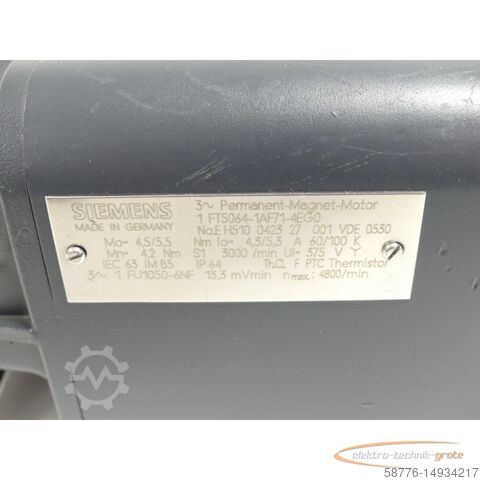 SIEMENS
MADE IN GERMANY
3~ Permanent-Magnet-Motor
1 FT5064-1AF71-4EG0
No.E H510 0423 27 001 VDE 0530
Mo= 4,5/5,5 Nm Io= 4,3/5,3 A 60/100 K
Mn= 4,2 Nm S1 3000 /min Ui= 375 V Y
IEC 63 IM B5 IP 64 Th.Cl. F PTC Thermistor
3~ 1 FU1050-6NF 13,3 mVmin nmax: 4800/min
elektro-technik-grote
58776-14934217